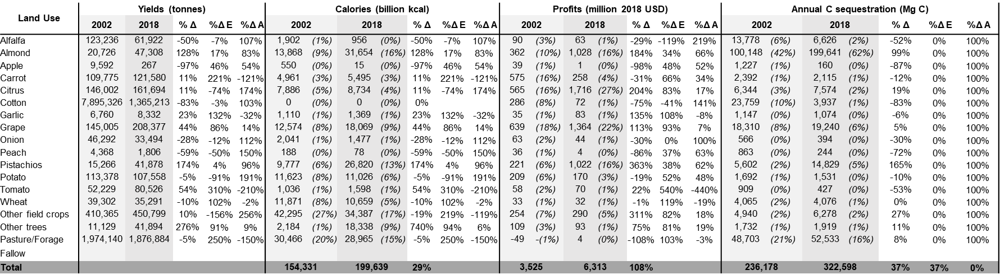 Land Use Yields (tonnes) Calories (billion kcal) Profits (million 2018 USD) Annual C sequestration (Mg C)
2002 2018 % Δ %Δ E %Δ A 2002 2018 % Δ %Δ E %Δ A 2002 2018 % Δ %Δ E %Δ A 2002 2018 % Δ %Δ E %Δ A
Alfalfa 123,236 61,922 -50% -7% 107% 1,902 (1%) 956 (0%) -50% -7% 107% 90 (3%) 63 (1%) -29% -119% 219% 13,778 (6%) 6,626 (2%) -52% 0% 100%
Almond 20,726 47,308 128% 17% 83% 13,868 (9%) 31,654 (16%) 128% 17% 83% 362 (10%) 1,028 (16%) 184% 34% 66% 100,148 (42%) 199,641 (62%) 99% 0% 100%
Apple 9,592 267 -97% 46% 54% 550 (0%) 15 (0%) -97% 46% 54% 39 (1%) 1 (0%) -98% 48% 52% 1,227 (1%) 160 (0%) -87% 0% 100%
Carrot 109,775 121,580 11% 221% -121% 4,961 (3%) 5,495 (3%) 11% 221% -121% 575 (16%) 258 (4%) -31% 66% 34% 2,392 (1%) 2,115 (1%) -12% 0% 100%
Citrus 146,002 161,694 11% -74% 174% 7,886 (5%) 8,734 (4%) 11% -74% 174% 565 (16%) 1,716 (27%) 204% 83% 17% 6,344 (3%) 7,574 (2%) 19% 0% 100%
Cotton 7,895,326 1,365,213 -83% -3% 103% 0 (0%) 0 (0%) 0% 286 (8%) 72 (1%) -75% -41% 141% 23,759 (10%) 3,937 (1%) -83% 0% 100%
Garlic 6,760 8,332 23% 132% -32% 1,110 (1%) 1,369 (1%) 23% 132% -32% 35 (1%) 83 (1%) 135% 108% -8% 1,147 (0%) 1,074 (0%) -6% 0% 100%
Grape 145,005 208,377 44% 86% 14% 12,574 (8%) 18,069 (9%) 44% 86% 14% 639 (18%) 1,364 (22%) 113% 93% 7% 18,310 (8%) 19,240 (6%) 5% 0% 100%
Onion 46,292 33,494 -28% -12% 112% 2,041 (1%) 1,477 (1%) -28% -12% 112% 63 (2%) 44 (1%) -30% 0% 100% 566 (0%) 394 (0%) -30% 0% 100%
Peach 4,368 1,806 -59% -50% 150% 188 (0%) 78 (0%) -59% -50% 150% 36 (1%) 4 (0%) -86% 37% 63% 863 (0%) 244 (0%) -72% 0% 100%
Pistachios 15,266 41,878 174% 4% 96% 9,777 (6%) 26,820 (13%) 174% 4% 96% 221 (6%) 1,022 (16%) 363% 38% 62% 5,602 (2%) 14,829 (5%) 165% 0% 100%
Potato 113,378 107,558 -5% -91% 191% 11,623 (8%) 11,026 (6%) -5% -91% 191% 209 (6%) 170 (3%) -19% 52% 48% 1,692 (1%) 1,531 (0%) -10% 0% 100%
Tomato 52,229 80,526 54% 310% -210% 1,036 (1%) 1,598 (1%) 54% 310% -210% 58 (2%) 70 (1%) 22% 540% -440% 909 (0%) 427 (0%) -53% 0% 100%
Wheat 39,302 35,291 -10% 102% -2% 11,871 (8%) 10,659 (5%) -10% 102% -2% 33 (1%) 32 (1%) -1% 119% -19% 4,065 (2%) 4,076 (1%) 0% 0% 100%
Other field crops 410,365 450,799 10% -156% 256% 42,295 (27%) 34,387 (17%) -19% 219% -119% 254 (7%) 290 (5%) 311% 82% 18% 4,940 (2%) 6,278 (2%) 27% 0% 100%
Other trees 11,129 41,894 276% 91% 9% 2,184 (1%) 18,338 (9%) 740% 94% 6% 109 (3%) 93 (1%) 75% 81% 19% 1,732 (1%) 1,919 (1%) 11% 0% 100%
Pasture/Forage 1,974,140 1,876,884 -5% 250% -150% 30,466 (20%) 28,965 (15%) -5% 250% -150% -49 -(1%) 4 (0%) -108% 103% -3% 48,703 (21%) 52,533 (16%) 8% 0% 100%
Fallow
Total 154,331 199,639 29% 3,525 6,313 108% 236,178 322,598 37% 37% 0%